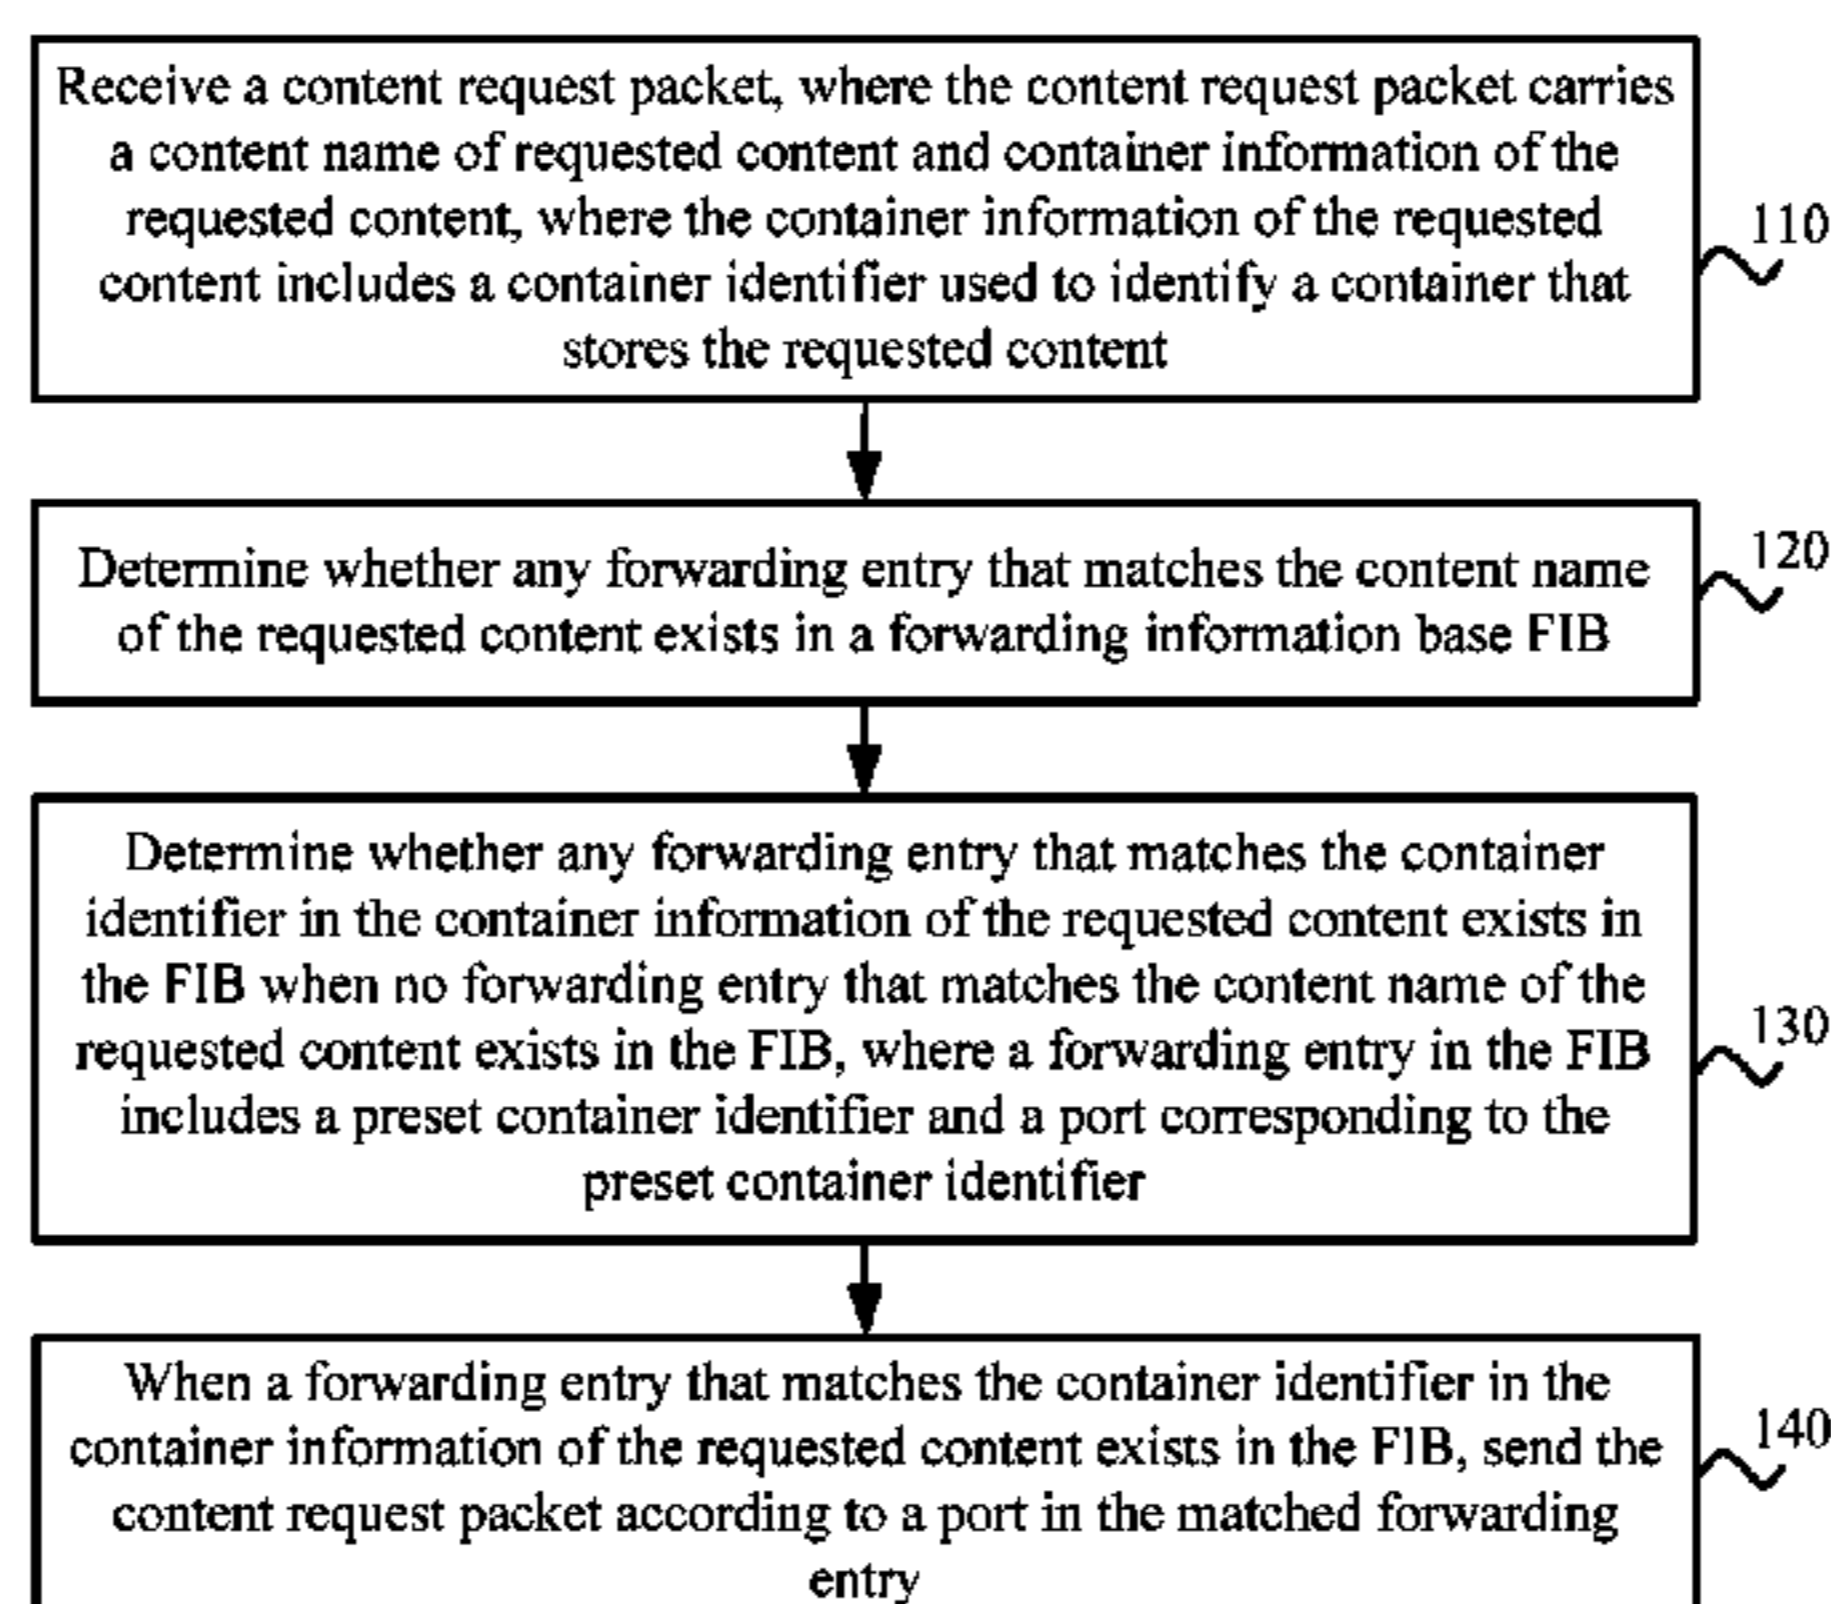 Receive a content request packet, where the content request packet carries
a content name of requested content and container information of the
requested content, where the container information of the requested
content includes a container identifier used to identify a container that
stores the requested content
110
Determine whether any forwarding entry that matches the content name
of the requested content exists in a forwarding information base FIB
120
Determine whether any forwarding entry that matches the container
identifier in the container information of the requested content exists in
the FIB when no forwarding entry that matches the content name of the
requested content exists in the FIB, where a forwarding entry in the FIB
includes a preset container identifier and a port corresponding to the
preset container identifier
130
When a forwarding entry that matches the container identifier in the
container information of the requested content exists in the FIB, send the
content request packet according to a port in the matched forwarding
entry
140